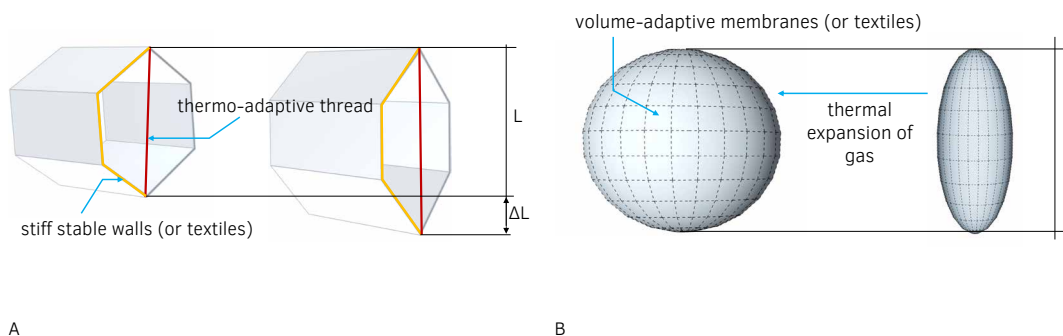 volume-adaptive membranes (or textiles)
thermo-adaptive thread
L
thermal
expansion of
gas
ΔL
stiff stable walls (or textiles)
A
B